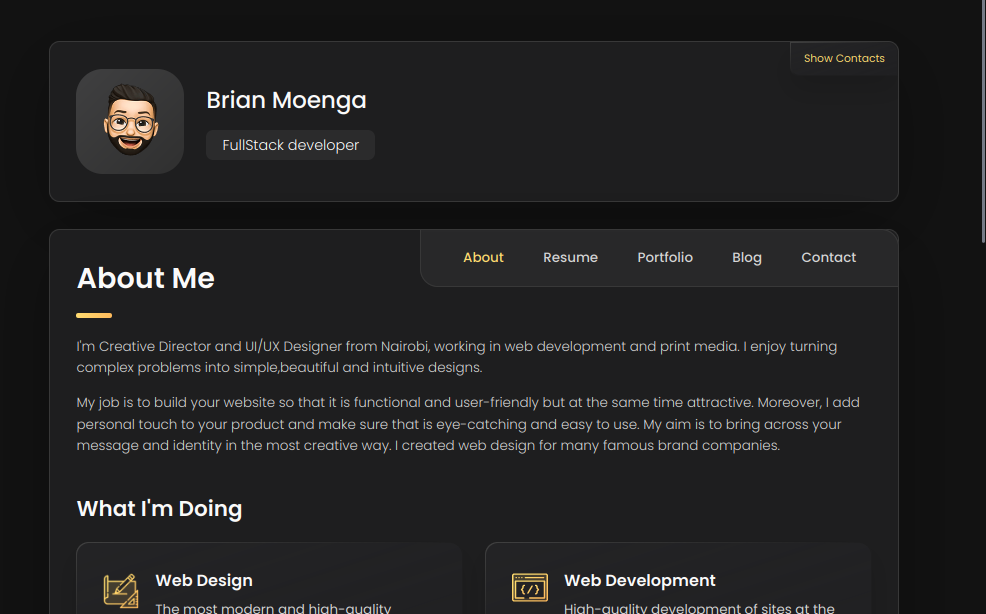 Show Contacts
Brian Moenga
FullStack developer
About Resume Portfolio Blog Contact
About Me
I'm Creative Director and UI/UX Designer from Nairobi, working in web development and print media. I enjoy turning
complex problems into simple,beautiful and intuitive designs.
My job is to build your website so that it is functional and user-friendly but at the same time attractive. Moreover, I add
personal touch to your product and make sure that is eye-catching and easy to use. My aim is to bring across your
message and identity in the most creative way. I created web design for many famous brand companies.
What I'm Doing
Web Design
The most modern and high-quality
Web Development
High-quality development of sites at the